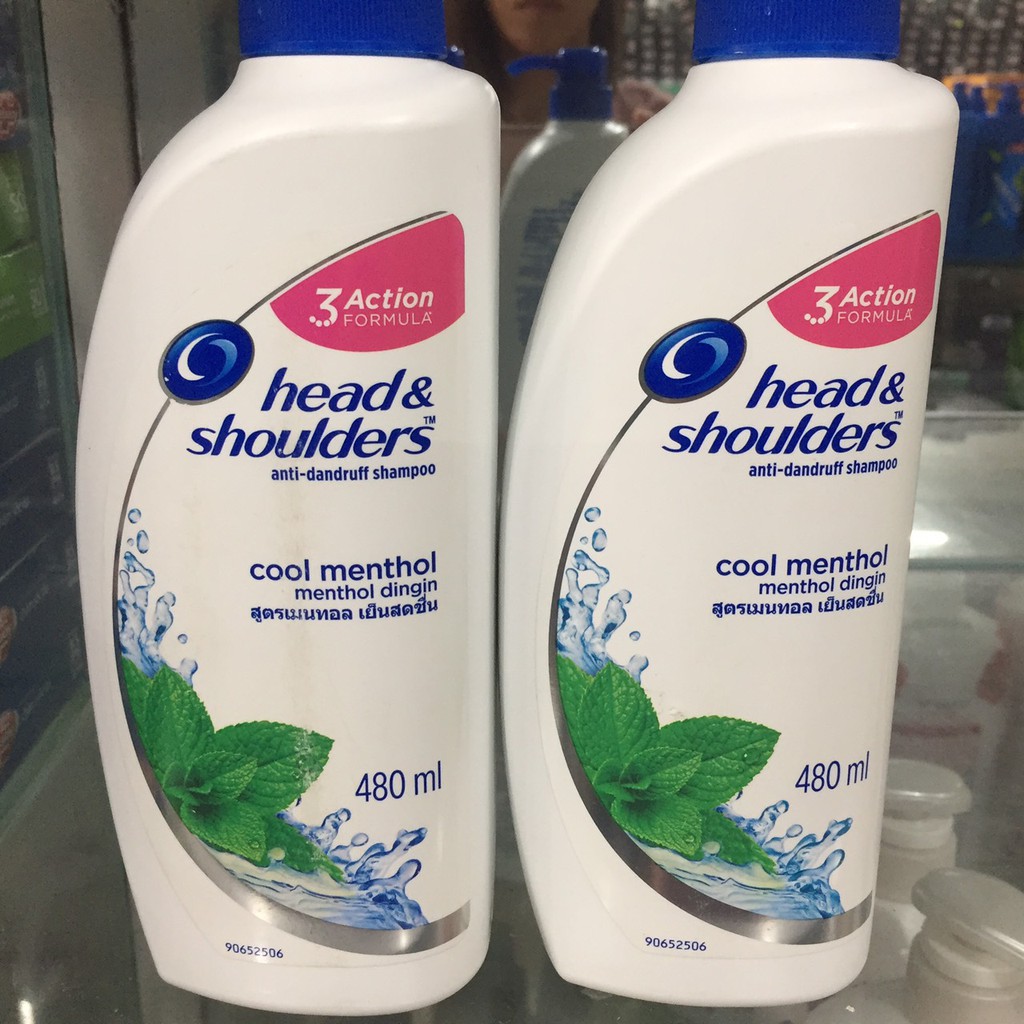 3 Action
FORMULA
head &
shoulders™
anti-dandruff shampoo
cool menthol
menthol dingin
สูตรเมนทอล เย็นสดชื่น
480 ml
90652506
3 Action
FORMULA
head &
shoulders™
anti-dandruff shampoo
cool menthol
menthol dingin
สูตรเมนทอล เย็นสดชื่น
480 ml
90652506